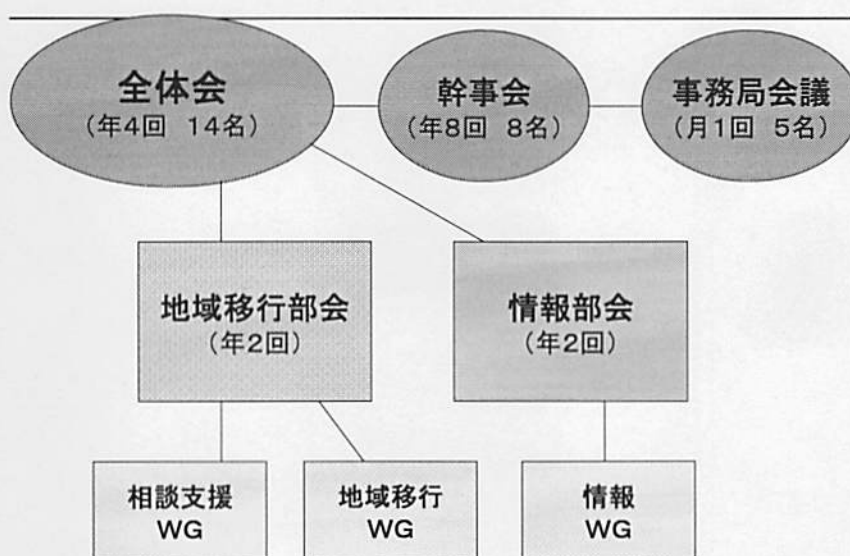 全体会
（年4回 14名）
幹事会
（年8回 8名）
事務局会議
（月1回 5名）
地域移行部会
（年2回）
情報部会
（年2回）
相談支援
WG
地域移行
WG
情報
WG